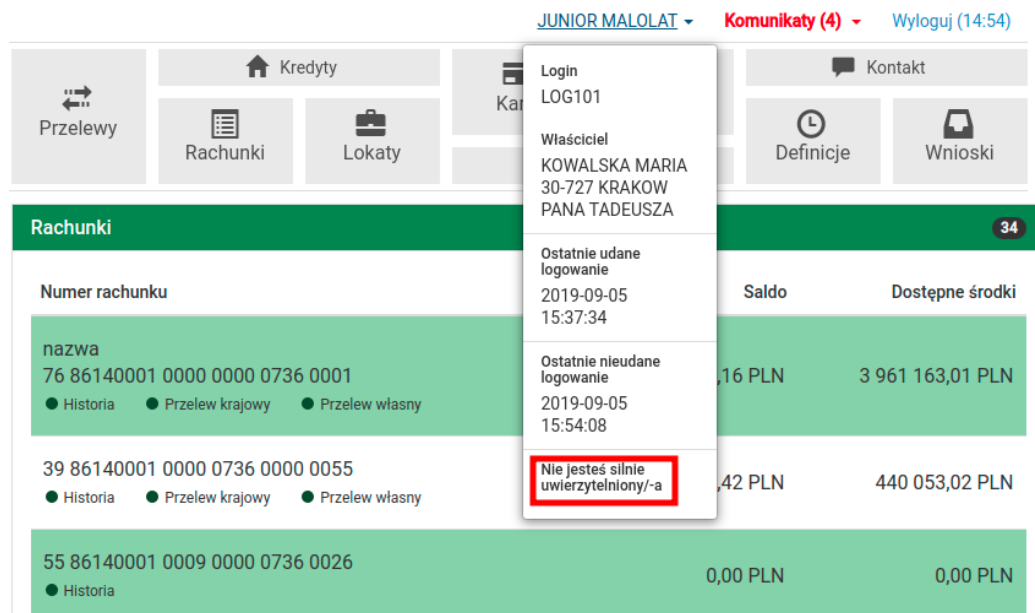 JUNIOR MALOLAT
Komunikaty (4)
Wyloguj (14:54)
Przelewy
Kredyty
Rachunki
Lokaty
Kontakt
Definicje
Wnioski
Login
LOG101
Właściciel
KOWALSKA MARIA
30-727 KRAKOW
PANA TADEUSZA
Ostatnie udane
logowanie
2019-09-05
15:37:34
Ostatnie nieudane
logowanie
2019-09-05
15:54:08
Nie jesteś silnie
uwierzytelniony/-a
Rachunki 34
Numer rachunku Saldo Dostępne środki
nazwa
76 86140001 0000 0000 0736 0001 ,16 PLN 3 961 163,01 PLN
Historia Przelew krajowy Przelew własny
39 86140001 0000 0736 0000 0055 ,42 PLN 440 053,02 PLN
Historia Przelew krajowy Przelew własny
55 86140001 0009 0000 0736 0026 0,00 PLN 0,00 PLN
Historia